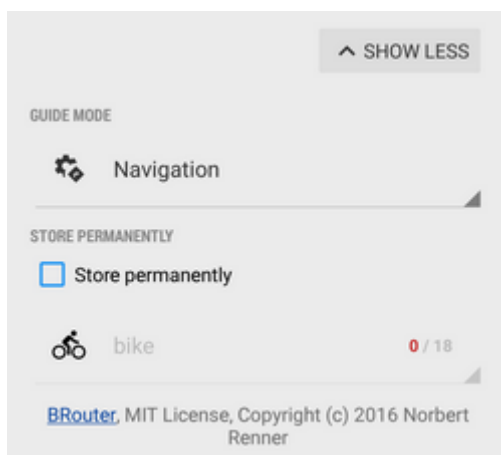 SHOW LESS
GUIDE MODE
Navigation
STORE PERMANENTLY
Store permanently
bike 0 / 18
BRouter, MIT License, Copyright (c) 2016 Norbert
Renner